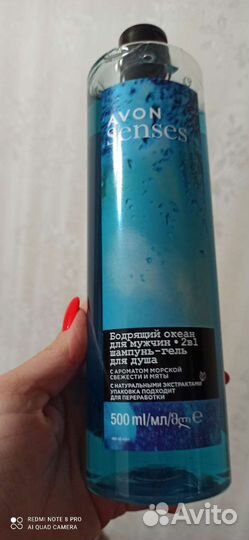 AVON
senses
Бодрящий океан
для мужчин • 2в1
шампунь-гель
для душа
С АРОМАТОМ МОРСКОЙ
СВЕЖЕСТИ И МЯТЫ
С НАТУРАЛЬНЫМИ ЭКСТРАКТАМИ
УПАКОВКА ПОДХОДИТ
ДЛЯ ПЕРЕРАБОТКИ
500 ml/мл/მლ e
REDMI NOTE 8 PRO
AI QUAD CAMERA
Avito